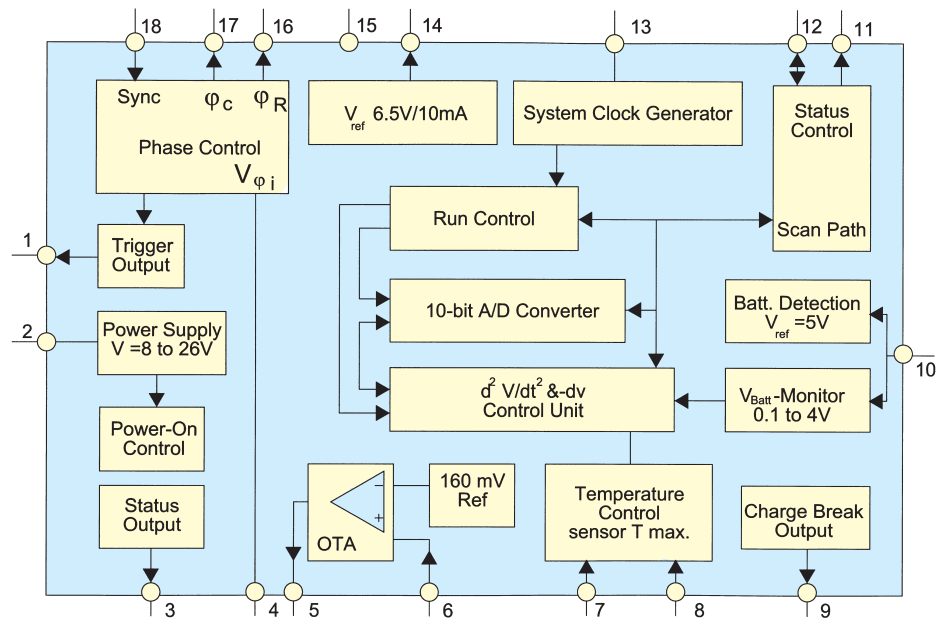 18
17
16
15
14
13
12
11
Sync
φc
φR
Phase Control
Vφi
Vref 6.5V/10mA
System Clock Generator
Status
Control
Scan Path
Run Control
1
Trigger
Output
10-bit A/D Converter
Batt. Detection
Vref =5V
2
Power Supply
V =8 to 26V
10
d² V/dt² &-dv
Control Unit
VBatt-Monitor
0.1 to 4V
Power-On
Control
160 mV
Ref
Status
Output
-
+
OTA
Temperature
Control
sensor T max.
Charge Break
Output
3
4
5
6
7
8
9